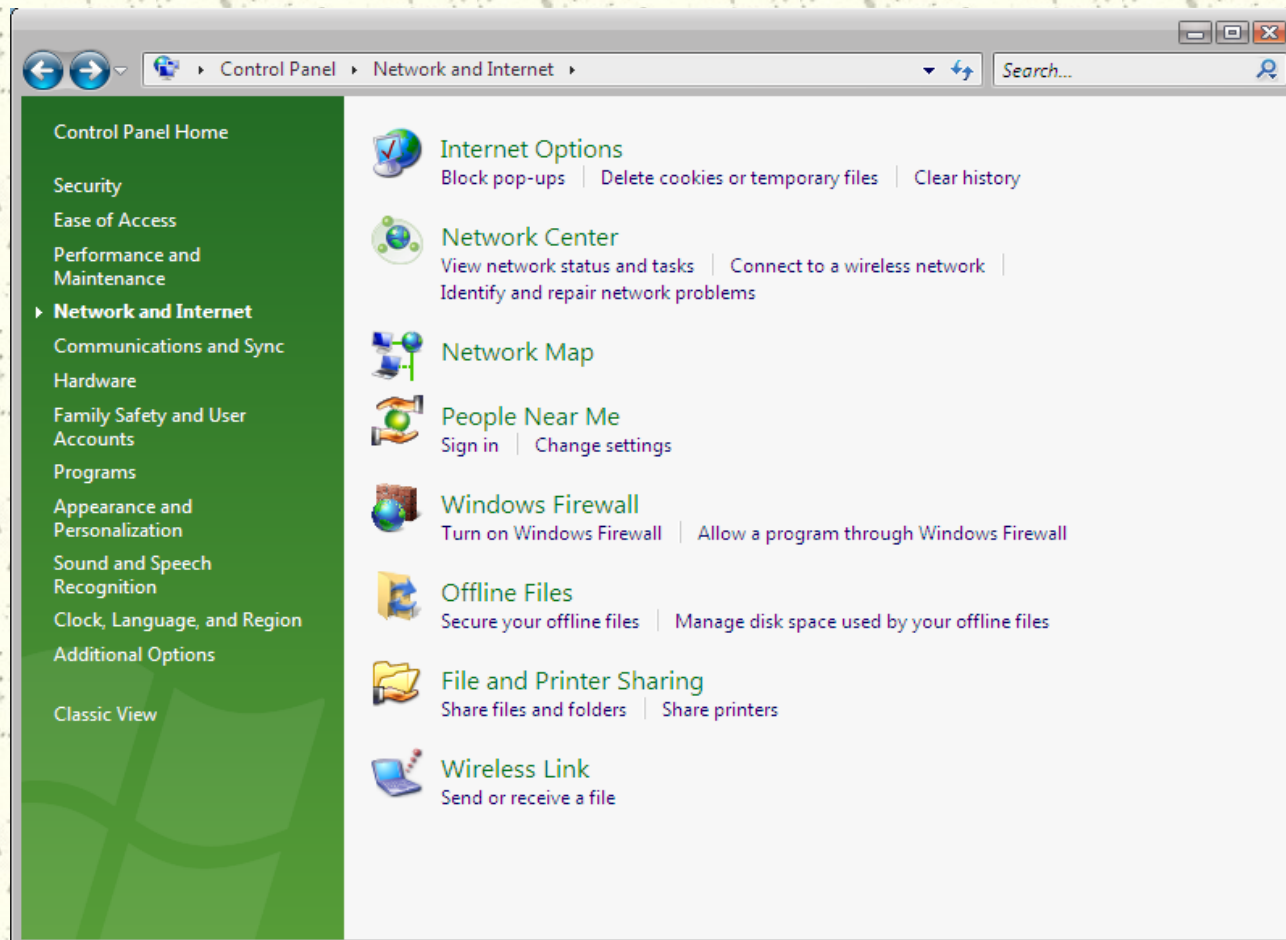 Control Panel Network and Internet
Search...
Control Panel Home
Security
Ease of Access
Performance and
Maintenance
Network and Internet
Communications and Sync
Hardware
Family Safety and User
Accounts
Programs
Appearance and
Personalization
Sound and Speech
Recognition
Clock, Language, and Region
Additional Options
Classic View
Internet Options
Block pop-ups Delete cookies or temporary files Clear history
Network Center
View network status and tasks Connect to a wireless network
Identify and repair network problems
Network Map
People Near Me
Sign in Change settings
Windows Firewall
Turn on Windows Firewall Allow a program through Windows Firewall
Offline Files
Secure your offline files Manage disk space used by your offline files
File and Printer Sharing
Share files and folders Share printers
Wireless Link
Send or receive a file